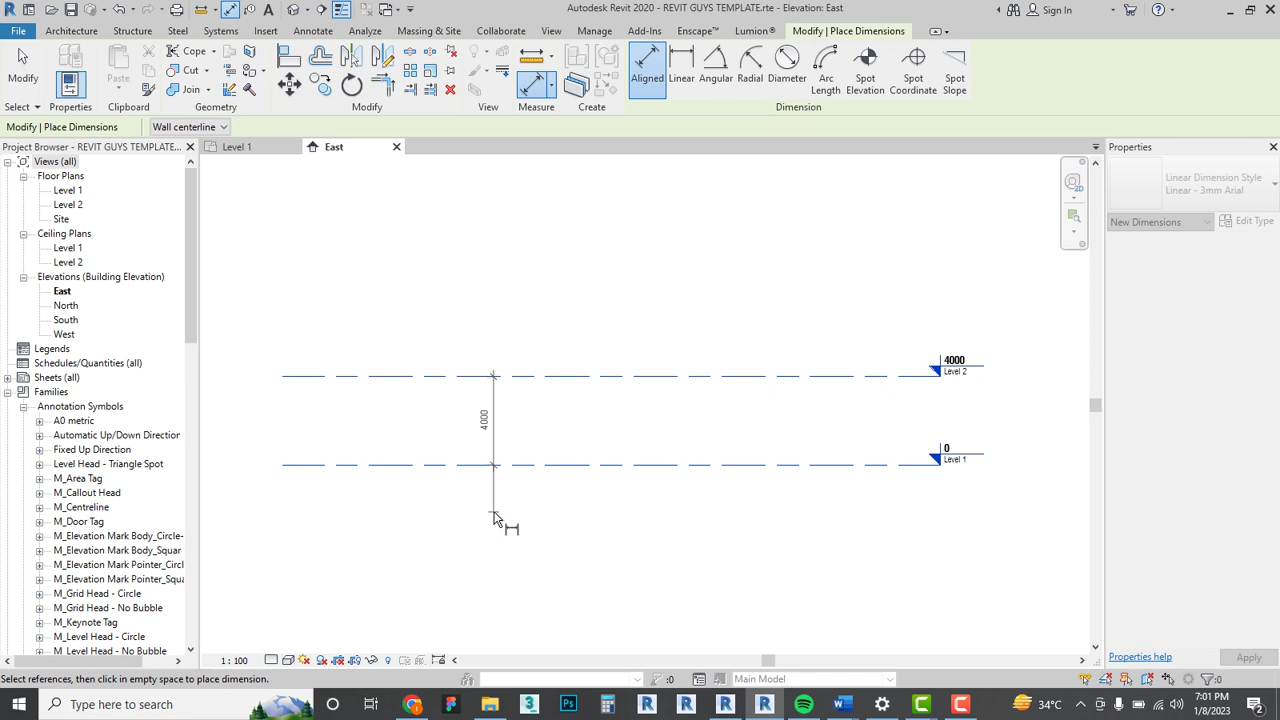 Autodesk Revit 2020 - REVIT GUYS TEMPLATE.rte - Elevation: East
Sign In
File
Architecture
Structure
Steel
Systems
Insert
Annotate
Analyze
Massing & Site
Collaborate
View
Manage
Add-Ins
Enscape™
Lumion®
Modify | Place Dimensions
Modify
Paste
Cope
Cut
Join
Aligned
Linear
Angular
Radial
Diameter
Arc Length
Spot Elevation
Spot Coordinate
Spot Slope
Select
Properties
Clipboard
Geometry
Modify
View
Measure
Create
Dimension
Modify | Place Dimensions
Wall centerline
Project Browser - REVIT GUYS TEMPLATE...
Level 1
East
Properties
Views (all)
Floor Plans
Level 1
Level 2
Site
Ceiling Plans
Level 1
Level 2
Elevations (Building Elevation)
East
North
South
West
Legends
Schedules/Quantities (all)
Sheets (all)
Families
Annotation Symbols
A0 metric
Automatic Up/Down Direction
Fixed Up Direction
Level Head - Triangle Spot
M_Area Tag
M_Callout Head
M_Centreline
M_Door Tag
M_Elevation Mark Body_Circle-
M_Elevation Mark Body_Squar
M_Elevation Mark Pointer_Circl
M_Elevation Mark Pointer_Squa
M_Grid Head - Circle
M_Grid Head - No Bubble
M_Keynote Tag
M_Level Head - Circle
M_Level Head - No Bubble
4000
Level 2
4000
0
Level 1
2D
Linear Dimension Style
Linear - 3mm Arial
New Dimensions
Edit Type
Properties help
Apply
1 : 100
Select references, then click in empty space to place dimension.
:0
Main Model
:0
Type here to search
34°C
7:01 PM
1/8/2023